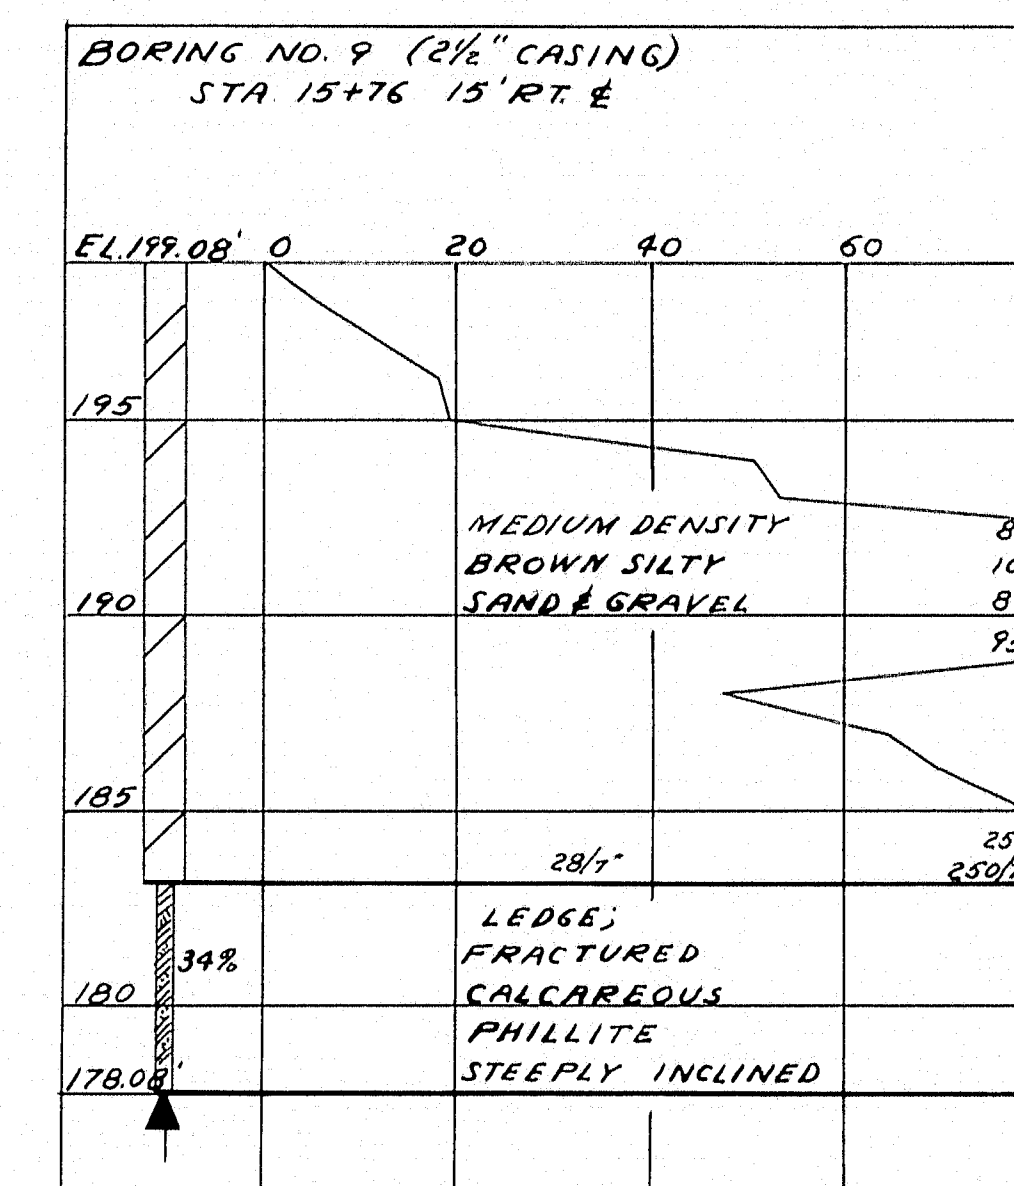 BORING NO. 9 (2½" CASING)
STA. 15+76 15' RT. ℄
EL. 199.08' 0 20 40 60
195
MEDIUM DENSITY
BROWN SILTY
SAND & GRAVEL
190
185
28/7"
LEDGE;
FRACTURED
34%
CALCAREOUS
180
PHILLITE
STEEPLY INCLINED
178.08'